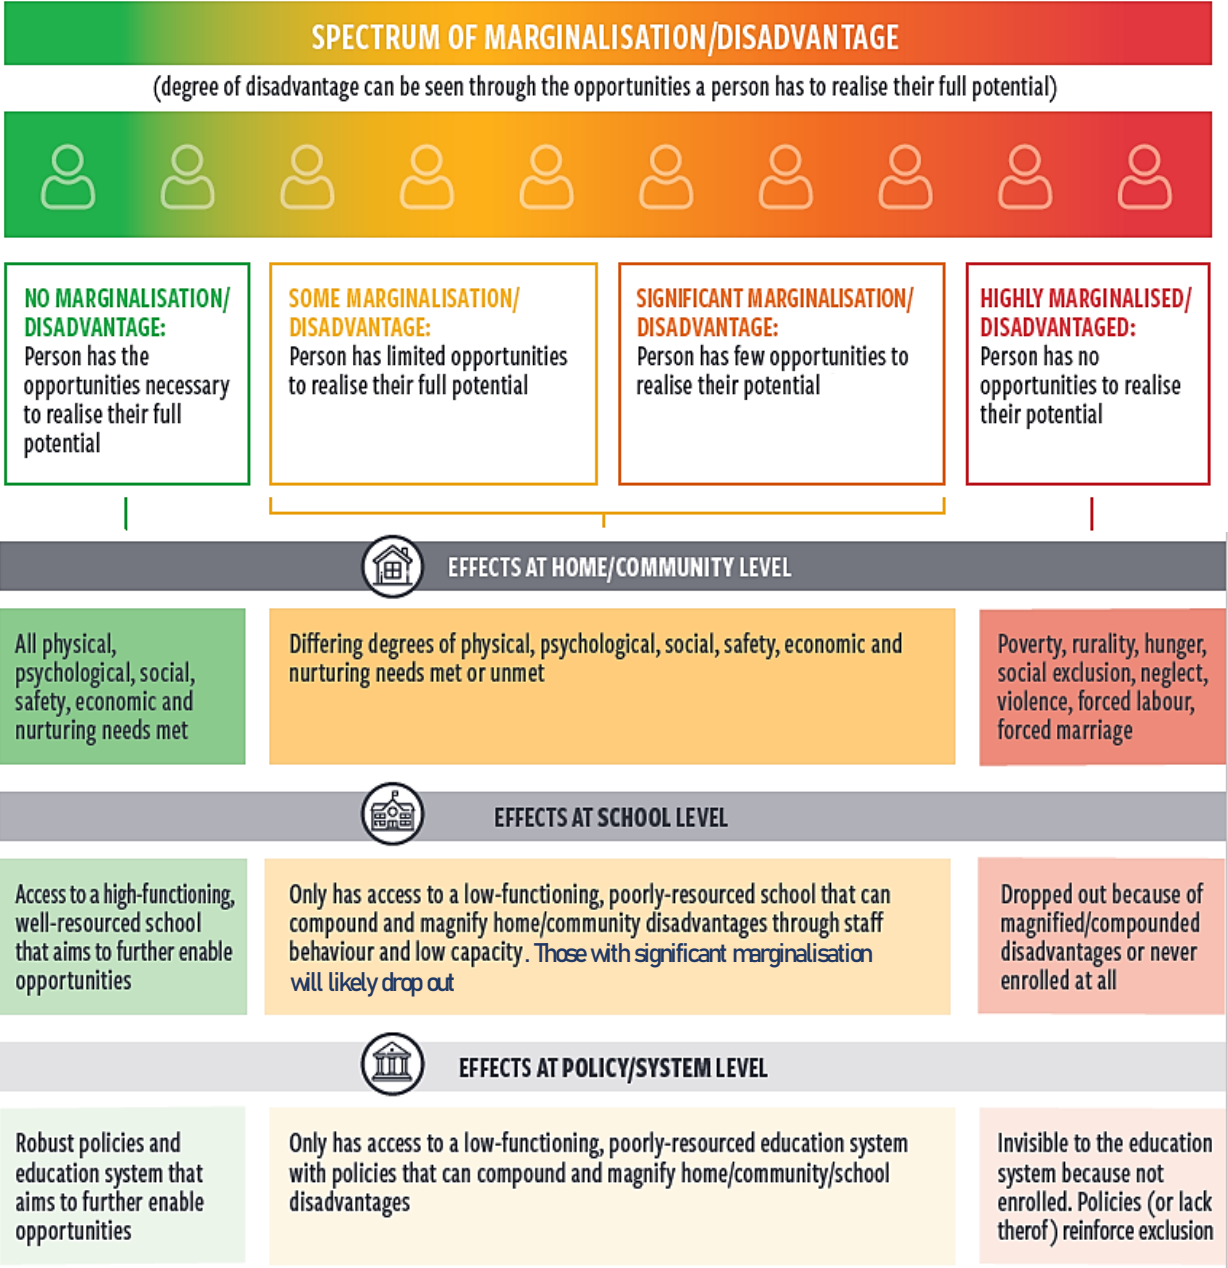 SPECTRUM OF MARGINALISATION/DISADVANTAGE
(degree of disadvantage can be seen through the opportunities a person has to realise their full potential)
NO MARGINALISATION/
DISADVANTAGE:
Person has the
opportunities necessary
to realise their full
potential
SOME MARGINALISATION/
DISADVANTAGE:
Person has limited opportunities
to realise their full potential
SIGNIFICANT MARGINALISATION/
DISADVANTAGE:
Person has few opportunities to
realise their potential
HIGHLY MARGINALISED/
DISADVANTAGED:
Person has no
opportunities to realise
their potential
EFFECTS AT HOME/COMMUNITY LEVEL
All physical,
psychological, social,
safety, economic and
nurturing needs met
Differing degrees of physical, psychological, social, safety, economic and
nurturing needs met or unmet
Poverty, rurality, hunger,
social exclusion, neglect,
violence, forced labour,
forced marriage
EFFECTS AT SCHOOL LEVEL
Access to a high-functioning,
well-resourced school
that aims to further enable
opportunities
Only has access to a low-functioning, poorly-resourced school that can
compound and magnify home/community disadvantages through staff
behaviour and low capacity. Those with significant marginalisation
will likely drop out
Dropped out because of
magnified/compounded
disadvantages or never
enrolled at all
EFFECTS AT POLICY/SYSTEM LEVEL
Robust policies and
education system that
aims to further enable
opportunities
Only has access to a low-functioning, poorly-resourced education system
with policies that can compound and magnify home/community/school
disadvantages
Invisible to the education
system because not
enrolled. Policies (or lack
therof) reinforce exclusion